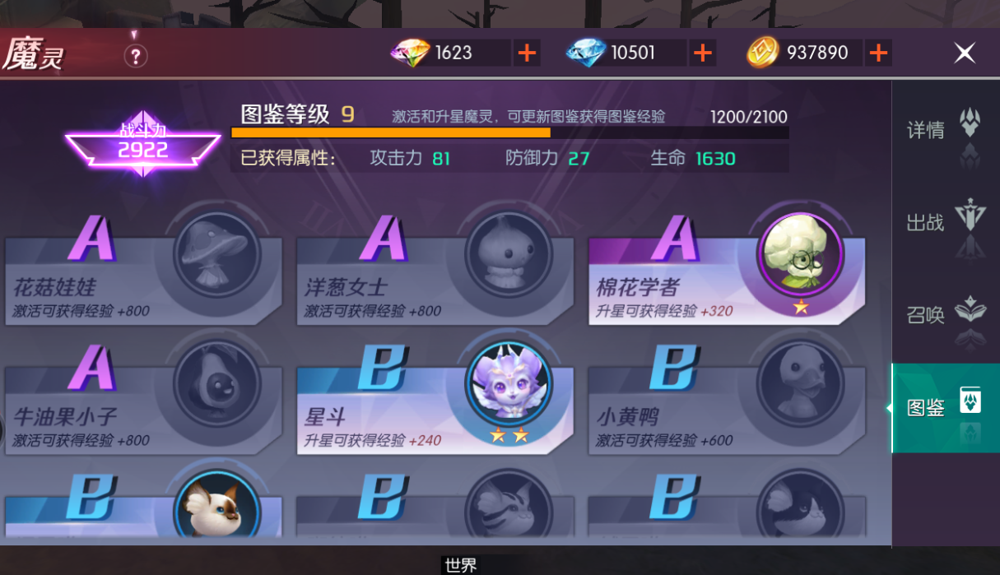 魔灵
?
1623
10501
937890
战斗力
2922
图鉴等级 9
激活和升星魔灵，可更新图鉴获得图鉴经验
1200/2100
已获得属性：
攻击力 81
防御力 27
生命 1630
详情
出战
召唤
图鉴
A
花菇娃娃
激活可获得经验 +800
A
洋葱女士
激活可获得经验 +800
A
棉花学者
升星可获得经验 +320
A
牛油果小子
激活可获得经验 +800
B
星斗
升星可获得经验 +240
B
小黄鸭
激活可获得经验 +600
B
B
B
世界